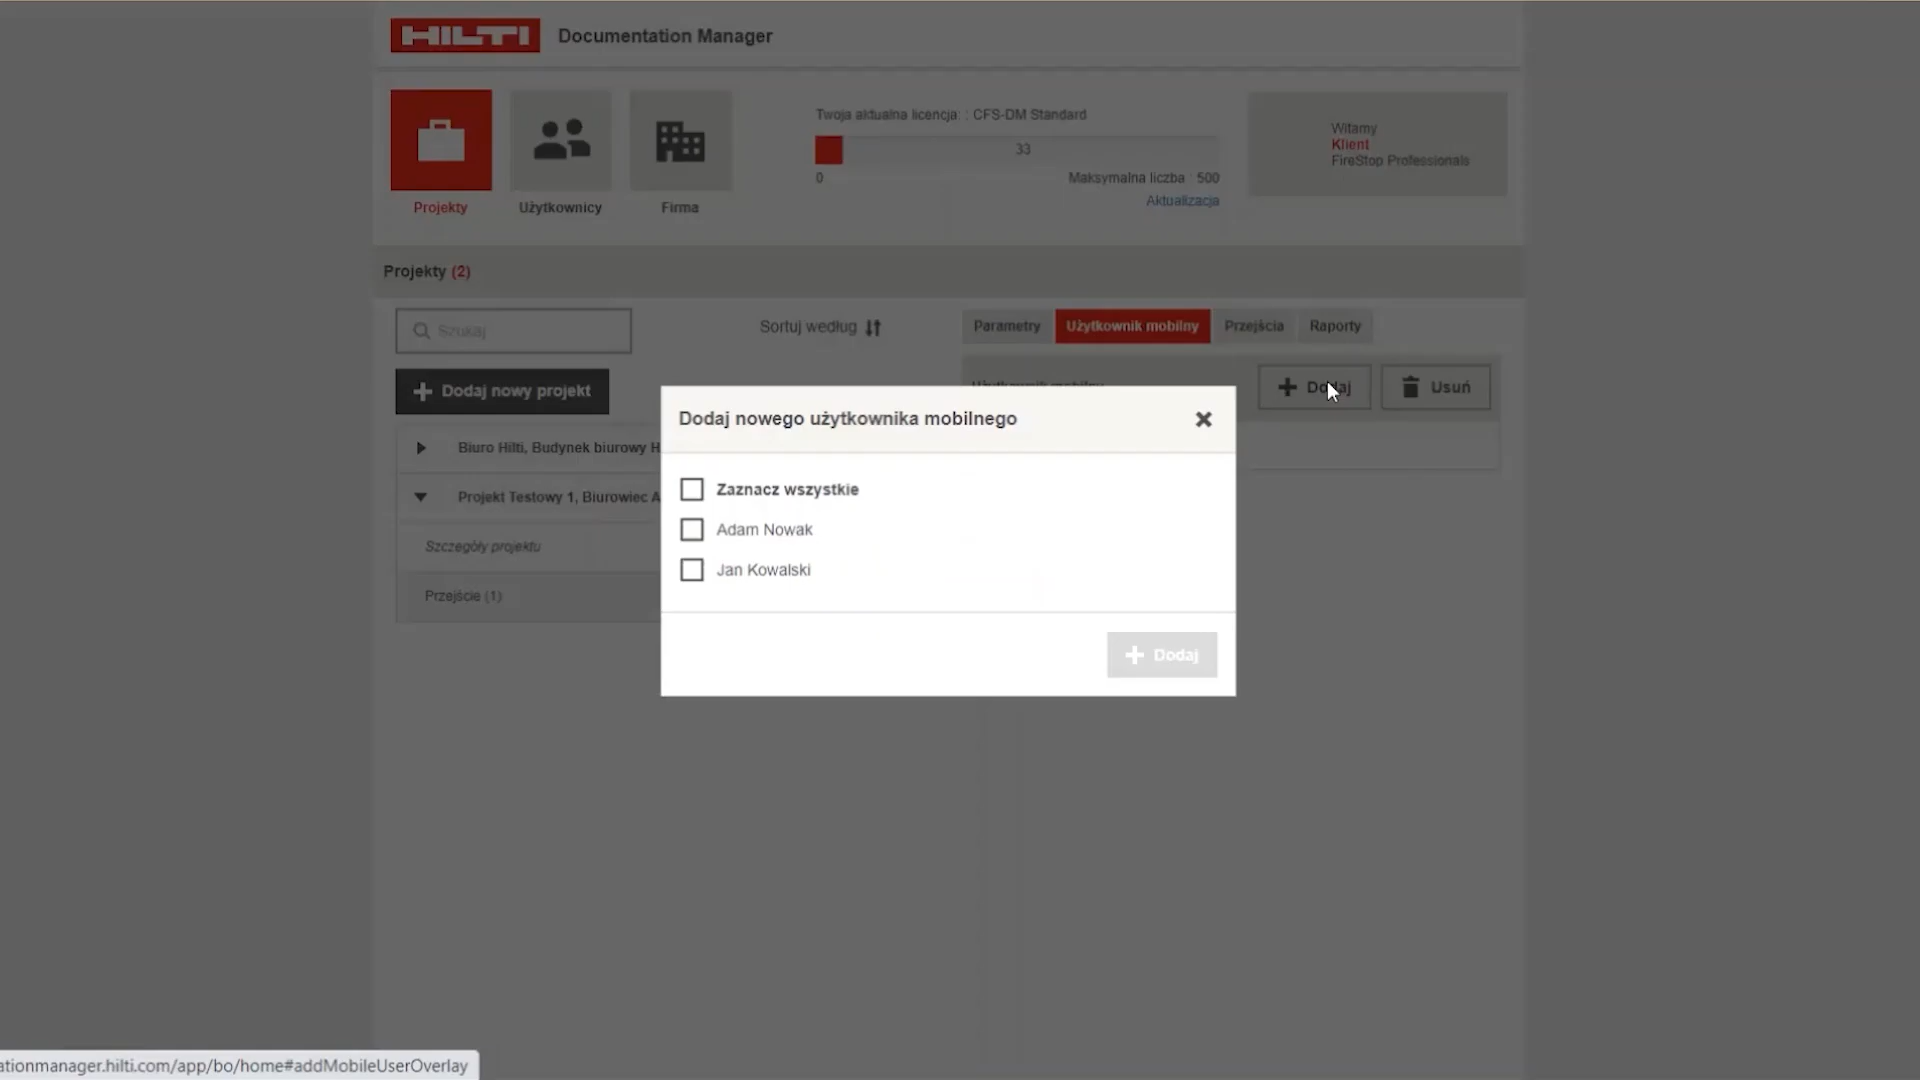 HILTI Documentation Manager
Projekty
Użytkownicy
Firma
Twoja aktualna licencja: : CFS-DM Standard
33
0
Maksymalna liczba : 500
Aktualizacja
Witamy
Klient
FireStop Professionals
Projekty (2)
Szukaj
Sortuj według
Parametry
Użytkownik mobilny
Przejścia
Raporty
Dodaj nowy projekt
Użytkownik mobilny
Dodaj
Usuń
Biuro Hilti, Budynek biurowy H
Projekt Testowy 1, Biurowiec A
Szczegóły projektu
Przejście (1)
Dodaj nowego użytkownika mobilnego
Zaznacz wszystkie
Adam Nowak
Jan Kowalski
Dodaj
ationmanager.hilti.com/app/bo/home#addMobileUserOverlay